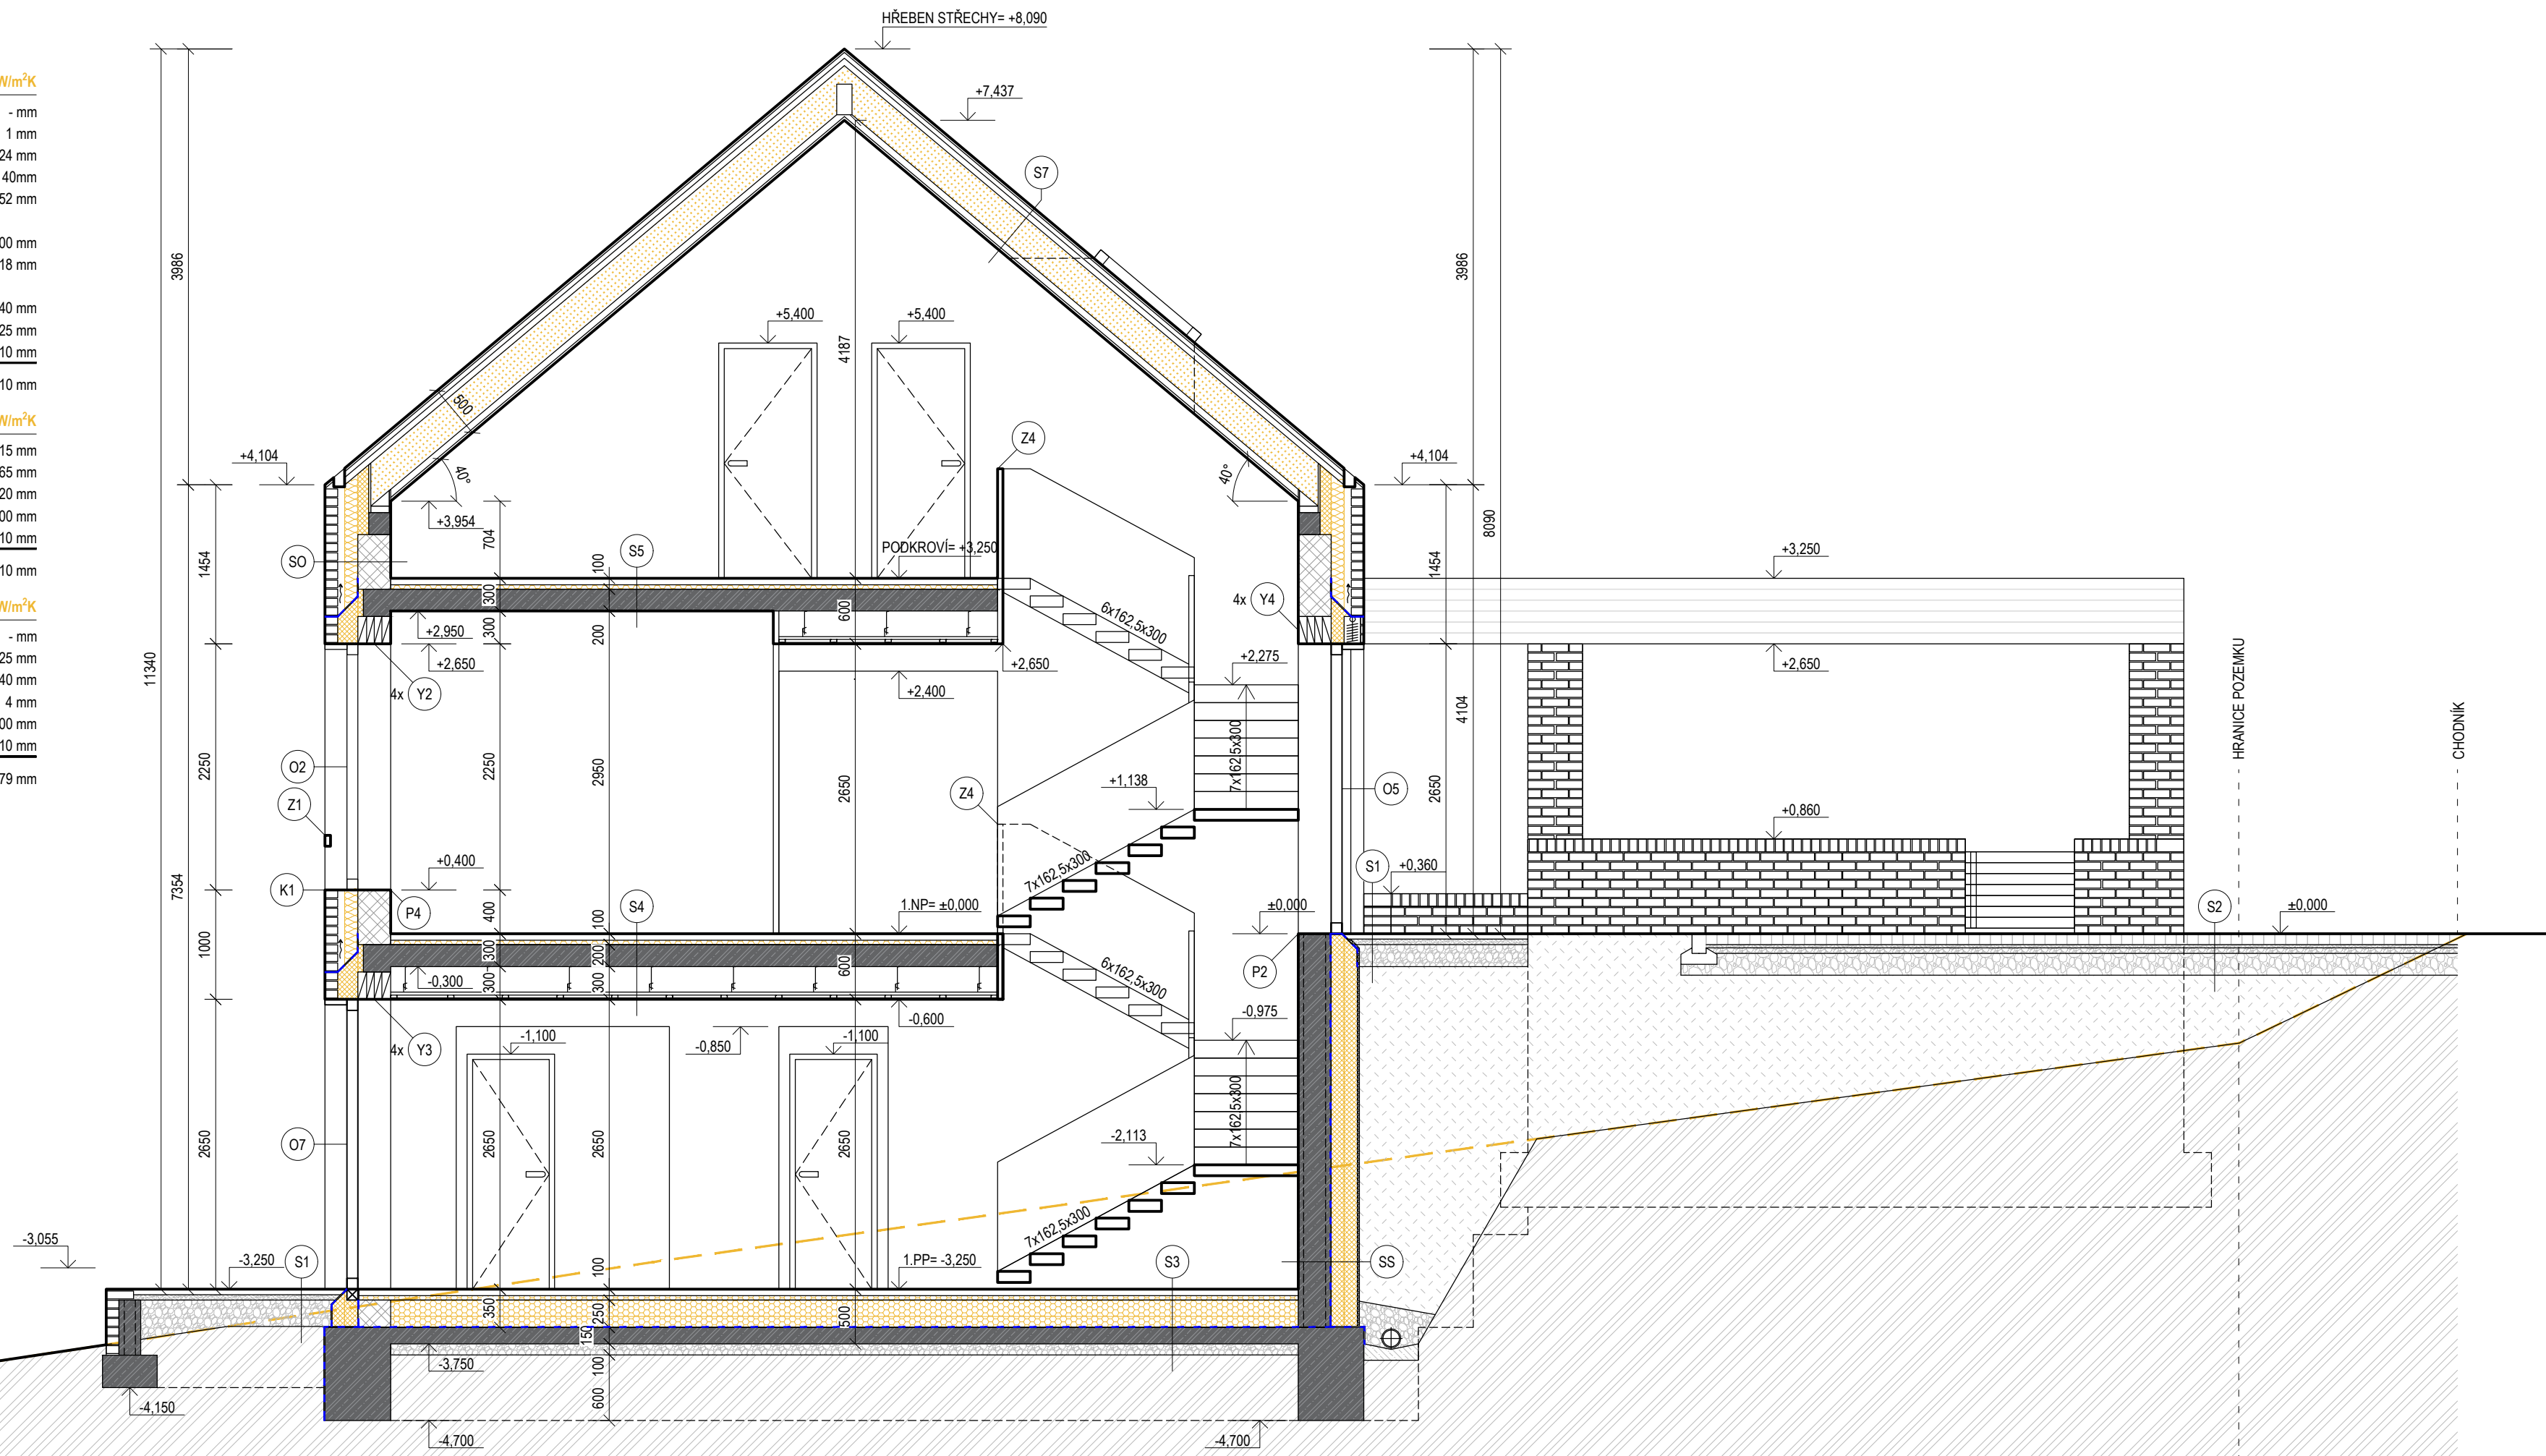 HŘEBEN STŘECHY= +8,090
W/m²K
- mm
1 mm
24 mm
40mm
52 mm
00 mm
18 mm
40 mm
25 mm
10 mm
10 mm
W/m²K
15 mm
65 mm
20 mm
00 mm
10 mm
10 mm
W/m²K
- mm
25 mm
40 mm
4 mm
00 mm
10 mm
79 mm
+7,437
S7
3986
3986
+5,400
+5,400
4187
500
Z4
+4,104
40°
40°
+4,104
+3,954
704
8090
SO
S5
PODKROVÍ= +3,250
100
1454
1454
+3,250
300
600
6x162,5x300
4x Y4
+2,950
300
200
+2,650
+2,650
+2,275
+2,650
HRANICE POZEMKU
CHODNÍK
11340
4x Y2
+2,400
4104
7x162,5x300
O2
2250
2250
2950
2650
Z4
+1,138
O5
2650
Z1
+0,860
7354
K1
+0,400
7x162,5x300
S1
+0,360
P4
400
S4
100
1.NP= ±0,000
±0,000
S2
±0,000
1000
300
200
600
6x162,5x300
P2
-0,300
300
300
-0,600
-0,975
4x Y3
-1,100
-0,850
-1,100
7x162,5x300
O7
2650
2650
2650
2650
-2,113
7x162,5x300
-3,055
-3,250
S1
100
1.PP= -3,250
S3
SS
350
250
500
150
-3,750
100
-4,150
600
-4,700
-4,700